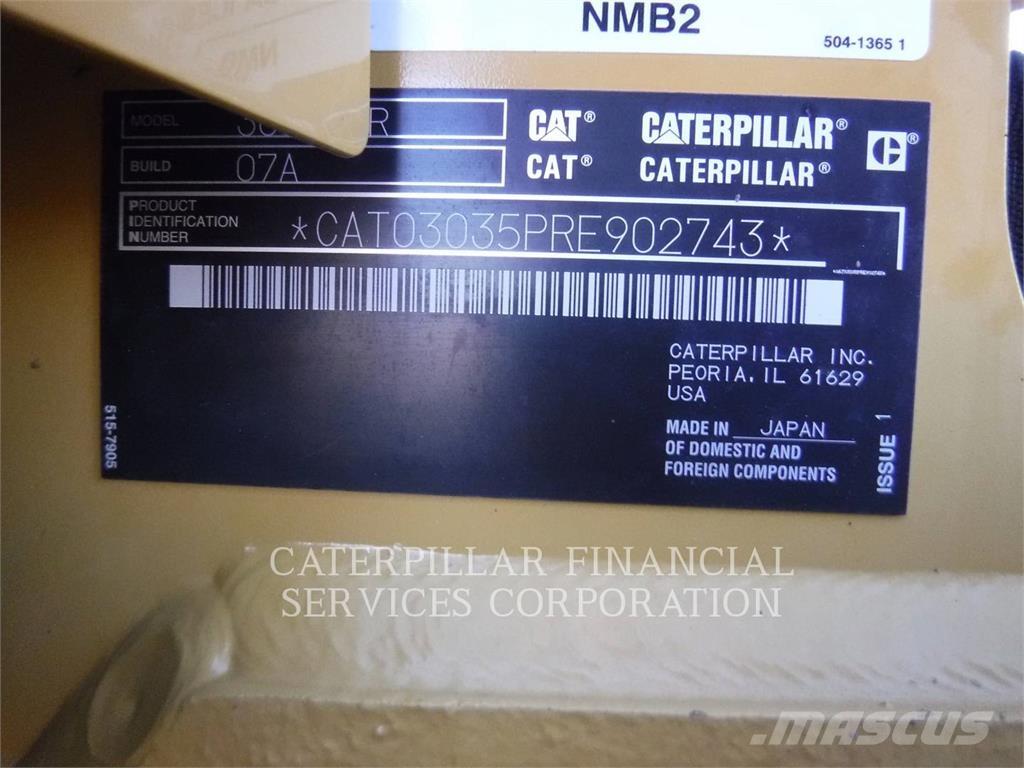 NMB2
504-1365 1
MODEL
BUILD 07A
CAT® CATERPILLAR®
CAT® CATERPILLAR®
PRODUCT
IDENTIFICATION
NUMBER
*CAT03035PRE902743*
CATERPILLAR INC.
PEORIA, IL 61629
USA
MADE IN JAPAN
OF DOMESTIC AND
FOREIGN COMPONENTS
515-7905
ISSUE 1
CATERPILLAR FINANCIAL
SERVICES CORPORATION
MASCUS